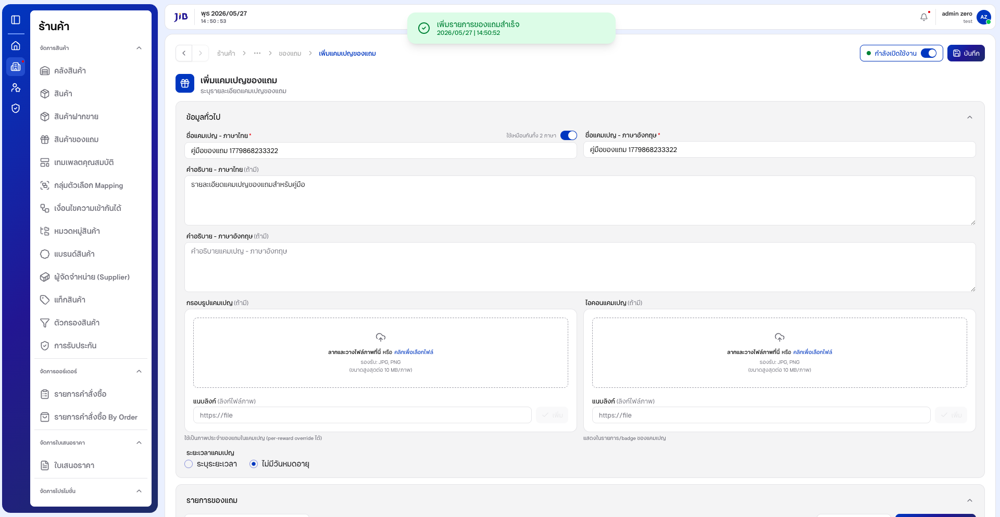 ร้านค้า
จัดการสินค้า
คลังสินค้า
สินค้า
สินค้าฝากขาย
สินค้าของแถม
เทมเพลตคุณสมบัติ
กลุ่มตัวเลือก Mapping
เงื่อนไขความเข้ากันได้
หมวดหมู่สินค้า
แบรนด์สินค้า
ผู้จัดจำหน่าย (Supplier)
แท็กสินค้า
ตัวกรองสินค้า
การรับประกัน
จัดการออร์เดอร์
รายการคำสั่งซื้อ
รายการคำสั่งซื้อ By Order
จัดการใบเสนอราคา
ใบเสนอราคา
จัดการโปรโมชั่น
JIB
พุธ 2026/05/27
14 : 50 : 53
เพิ่มรายการของแถมสำเร็จ
2026/05/27 | 14:50:52
admin zero
test
AZ
ร้านค้า
ของแถม
เพิ่มแคมเปญของแถม
กำลังเปิดใช้งาน
บันทึก
เพิ่มแคมเปญของแถม
ระบุรายละเอียดแคมเปญของแถม
ข้อมูลทั่วไป
ชื่อแคมเปญ - ภาษาไทย*
ใช้เหมือนกันทั้ง 2 ภาษา
ชื่อแคมเปญ - ภาษาอังกฤษ*
คู่มือของแถม 1779868233322
คู่มือของแถม 1779868233322
คำอธิบาย - ภาษาไทย (ถ้ามี)
รายละเอียดแคมเปญของแถมสำหรับคู่มือ
คำอธิบาย - ภาษาอังกฤษ (ถ้ามี)
คำอธิบายแคมเปญ - ภาษาอังกฤษ
กรอบรูปแคมเปญ (ถ้ามี)
ไอคอนแคมเปญ (ถ้ามี)
ลากและวางไฟล์ภาพที่นี่ หรือ คลิกเพื่อเลือกไฟล์
รองรับ: JPG, PNG
(ขนาดสูงสุดต่อ 10 MB/ภาพ)
ลากและวางไฟล์ภาพที่นี่ หรือ คลิกเพื่อเลือกไฟล์
รองรับ: JPG, PNG
(ขนาดสูงสุดต่อ 10 MB/ภาพ)
แนบลิงก์ (ลิงก์ไฟล์ภาพ)
https://file
เพิ่ม
แนบลิงก์ (ลิงก์ไฟล์ภาพ)
https://file
เพิ่ม
ใช้เป็นภาพประจำของแถมในแคมเปญ (per-reward override ได้)
แสดงในรายการ/badge ของแคมเปญ
ระยะเวลาแคมเปญ
ระบุระยะเวลา
ไม่มีวันหมดอายุ
รายการของแถม